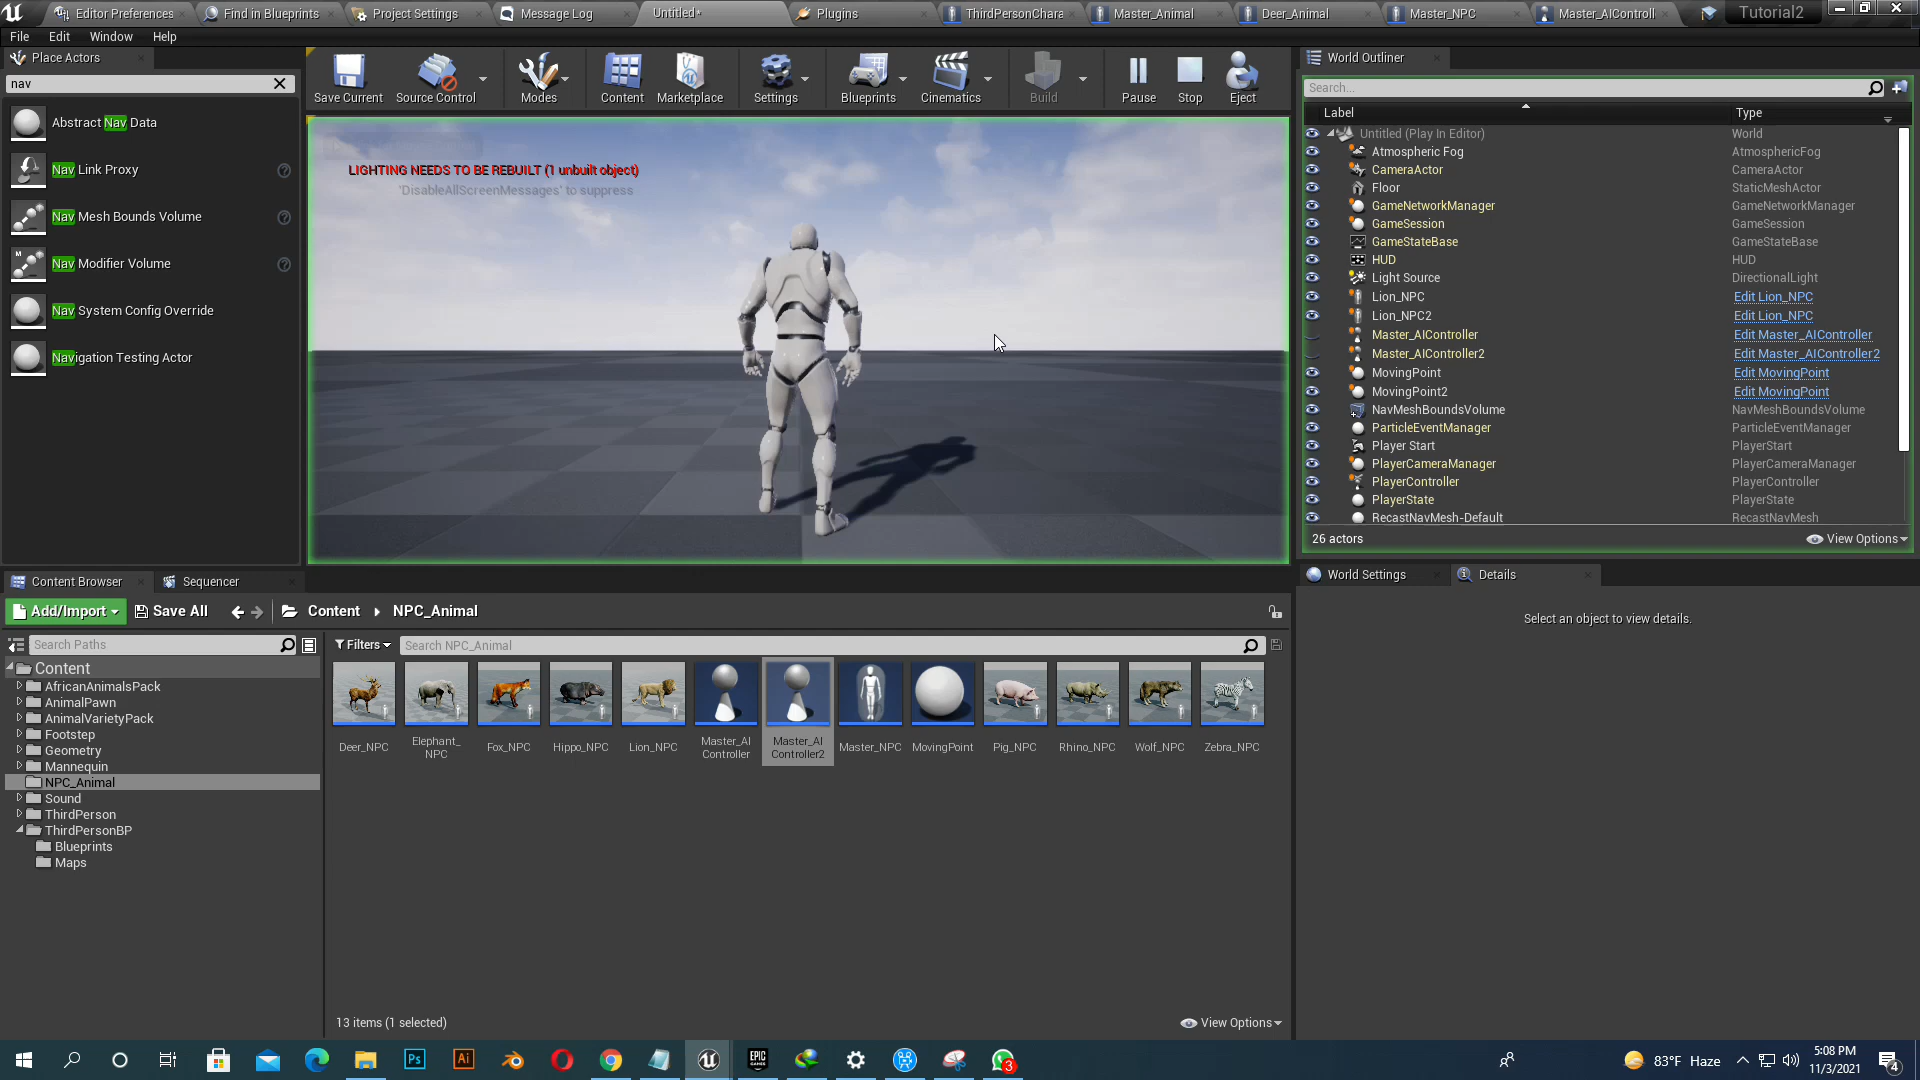 Editor Preferences
Find in Blueprints
Project Settings
Message Log
Untitled*
Plugins
ThirdPersonChara
Master_Animal
Deer_Animal
Master_NPC
Master_AIControll
Tutorial2
File Edit Window Help
Place Actors
nav
Abstract Nav Data
Nav Link Proxy
Nav Mesh Bounds Volume
Nav Modifier Volume
Nav System Config Override
Navigation Testing Actor
Save Current
Source Control
Modes
Content
Marketplace
Settings
Blueprints
Cinematics
Build
Pause
Stop
Eject
LIGHTING NEEDS TO BE REBUILT (1 unbuilt object)
'DisableAllScreenMessages' to suppress
World Outliner
Search...
Label Type
Untitled (Play In Editor) World
Atmospheric Fog AtmosphericFog
CameraActor CameraActor
Floor StaticMeshActor
GameNetworkManager GameNetworkManager
GameSession GameSession
GameStateBase GameStateBase
HUD HUD
Light Source DirectionalLight
Lion_NPC Edit Lion_NPC
Lion_NPC2 Edit Lion_NPC
Master_AIController Edit Master_AIController
Master_AIController2 Edit Master_AIController2
MovingPoint Edit MovingPoint
MovingPoint2 Edit MovingPoint
NavMeshBoundsVolume NavMeshBoundsVolume
ParticleEventManager ParticleEventManager
Player Start PlayerStart
PlayerCameraManager PlayerCameraManager
PlayerController PlayerController
PlayerState PlayerState
RecastNavMesh-Default RecastNavMesh
26 actors View Options
World Settings
Details
Select an object to view details.
Content Browser
Sequencer
Add/Import Save All Content NPC_Animal
Search Paths
Filters Search NPC_Animal
Content
AfricanAnimalsPack
AnimalPawn
AnimalVarietyPack
Footstep
Geometry
Mannequin
NPC_Animal
Sound
ThirdPerson
ThirdPersonBP
Blueprints
Maps
Deer_NPC
Elephant_
NPC
Fox_NPC
Hippo_NPC
Lion_NPC
Master_AI
Controller
Master_AI
Controller2
Master_NPC
MovingPoint
Pig_NPC
Rhino_NPC
Wolf_NPC
Zebra_NPC
13 items (1 selected) View Options
Ps
Ai
EPIC
GAMES
3
83°F Haze
5:08 PM
11/3/2021
4